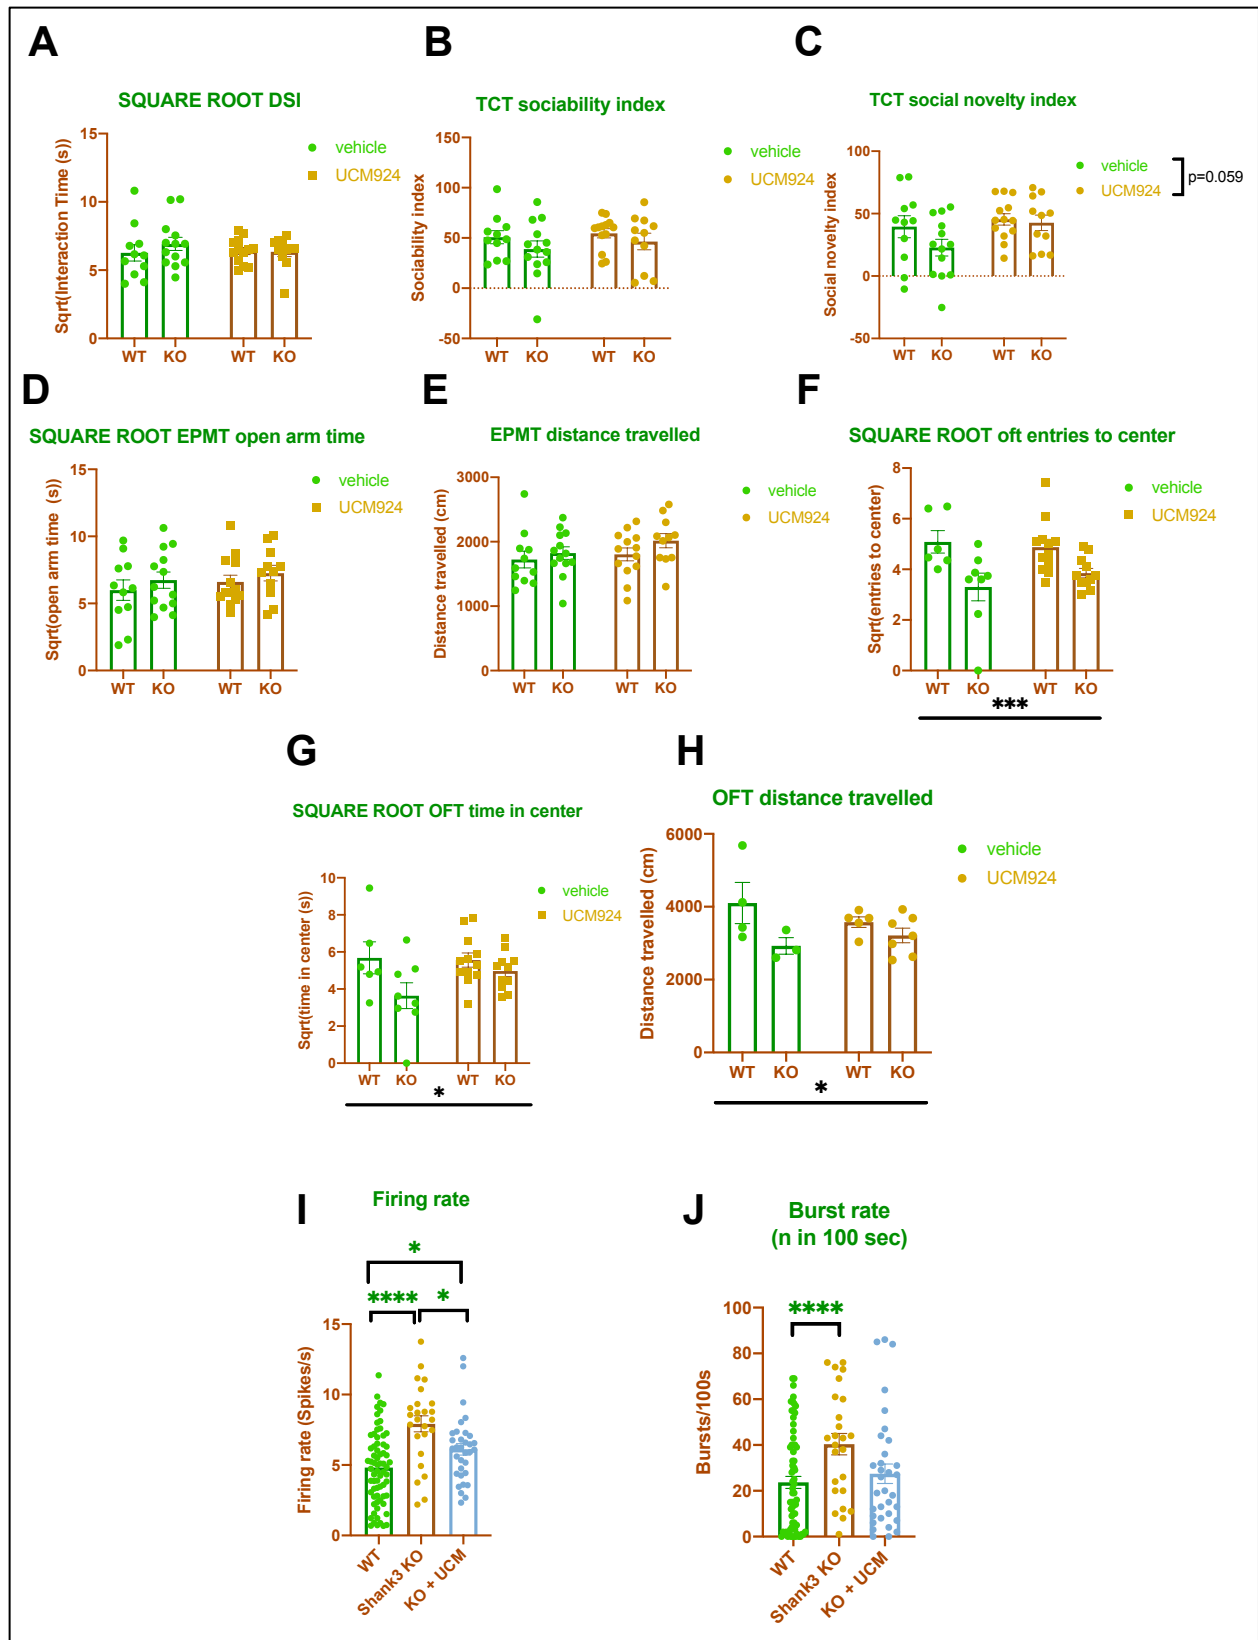 A
SQUARE ROOT DSI
Sqrt(Interaction Time (s))
15
10
5
0
WT KO WT KO
vehicle
UCM924
B
TCT sociability index
Sociability index
150
100
50
0
-50
WT KO WT KO
vehicle
UCM924
C
TCT social novelty index
Social novelty index
100
50
0
-50
WT KO WT KO
vehicle
UCM924
p=0.059
D
SQUARE ROOT EPMT open arm time
Sqrt(open arm time (s))
15
10
5
0
WT KO WT KO
vehicle
UCM924
E
EPMT distance travelled
Distance travelled (cm)
3000
2000
1000
0
WT KO WT KO
vehicle
UCM924
F
SQUARE ROOT oft entries to center
Sqrt(entries to center)
8
6
4
2
0
WT KO WT KO
***
vehicle
UCM924
G
SQUARE ROOT OFT time in center
Sqrt(time in center (s))
10
8
6
4
2
0
WT KO WT KO
*
vehicle
UCM924
H
OFT distance travelled
Distance travelled (cm)
6000
4000
2000
0
WT KO WT KO
*
vehicle
UCM924
I
Firing rate
*
**** *
Firing rate (Spikes/s)
15
10
5
0
WT
Shank3 KO
KO + UCM
J
Burst rate
(n in 100 sec)
****
Bursts/100s
100
80
60
40
20
0
WT
Shank3 KO
KO + UCM